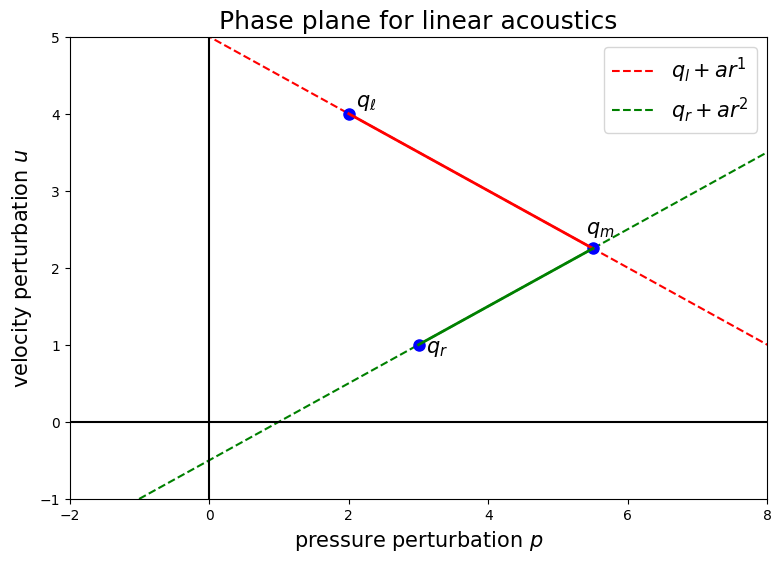 Phase plane for linear acoustics
5
4
3
2
1
0
−1
−2
0
2
4
6
8
velocity perturbation u
pressure perturbation p
q_ℓ
q_m
q_r
q_l + ar^1
q_r + ar^2